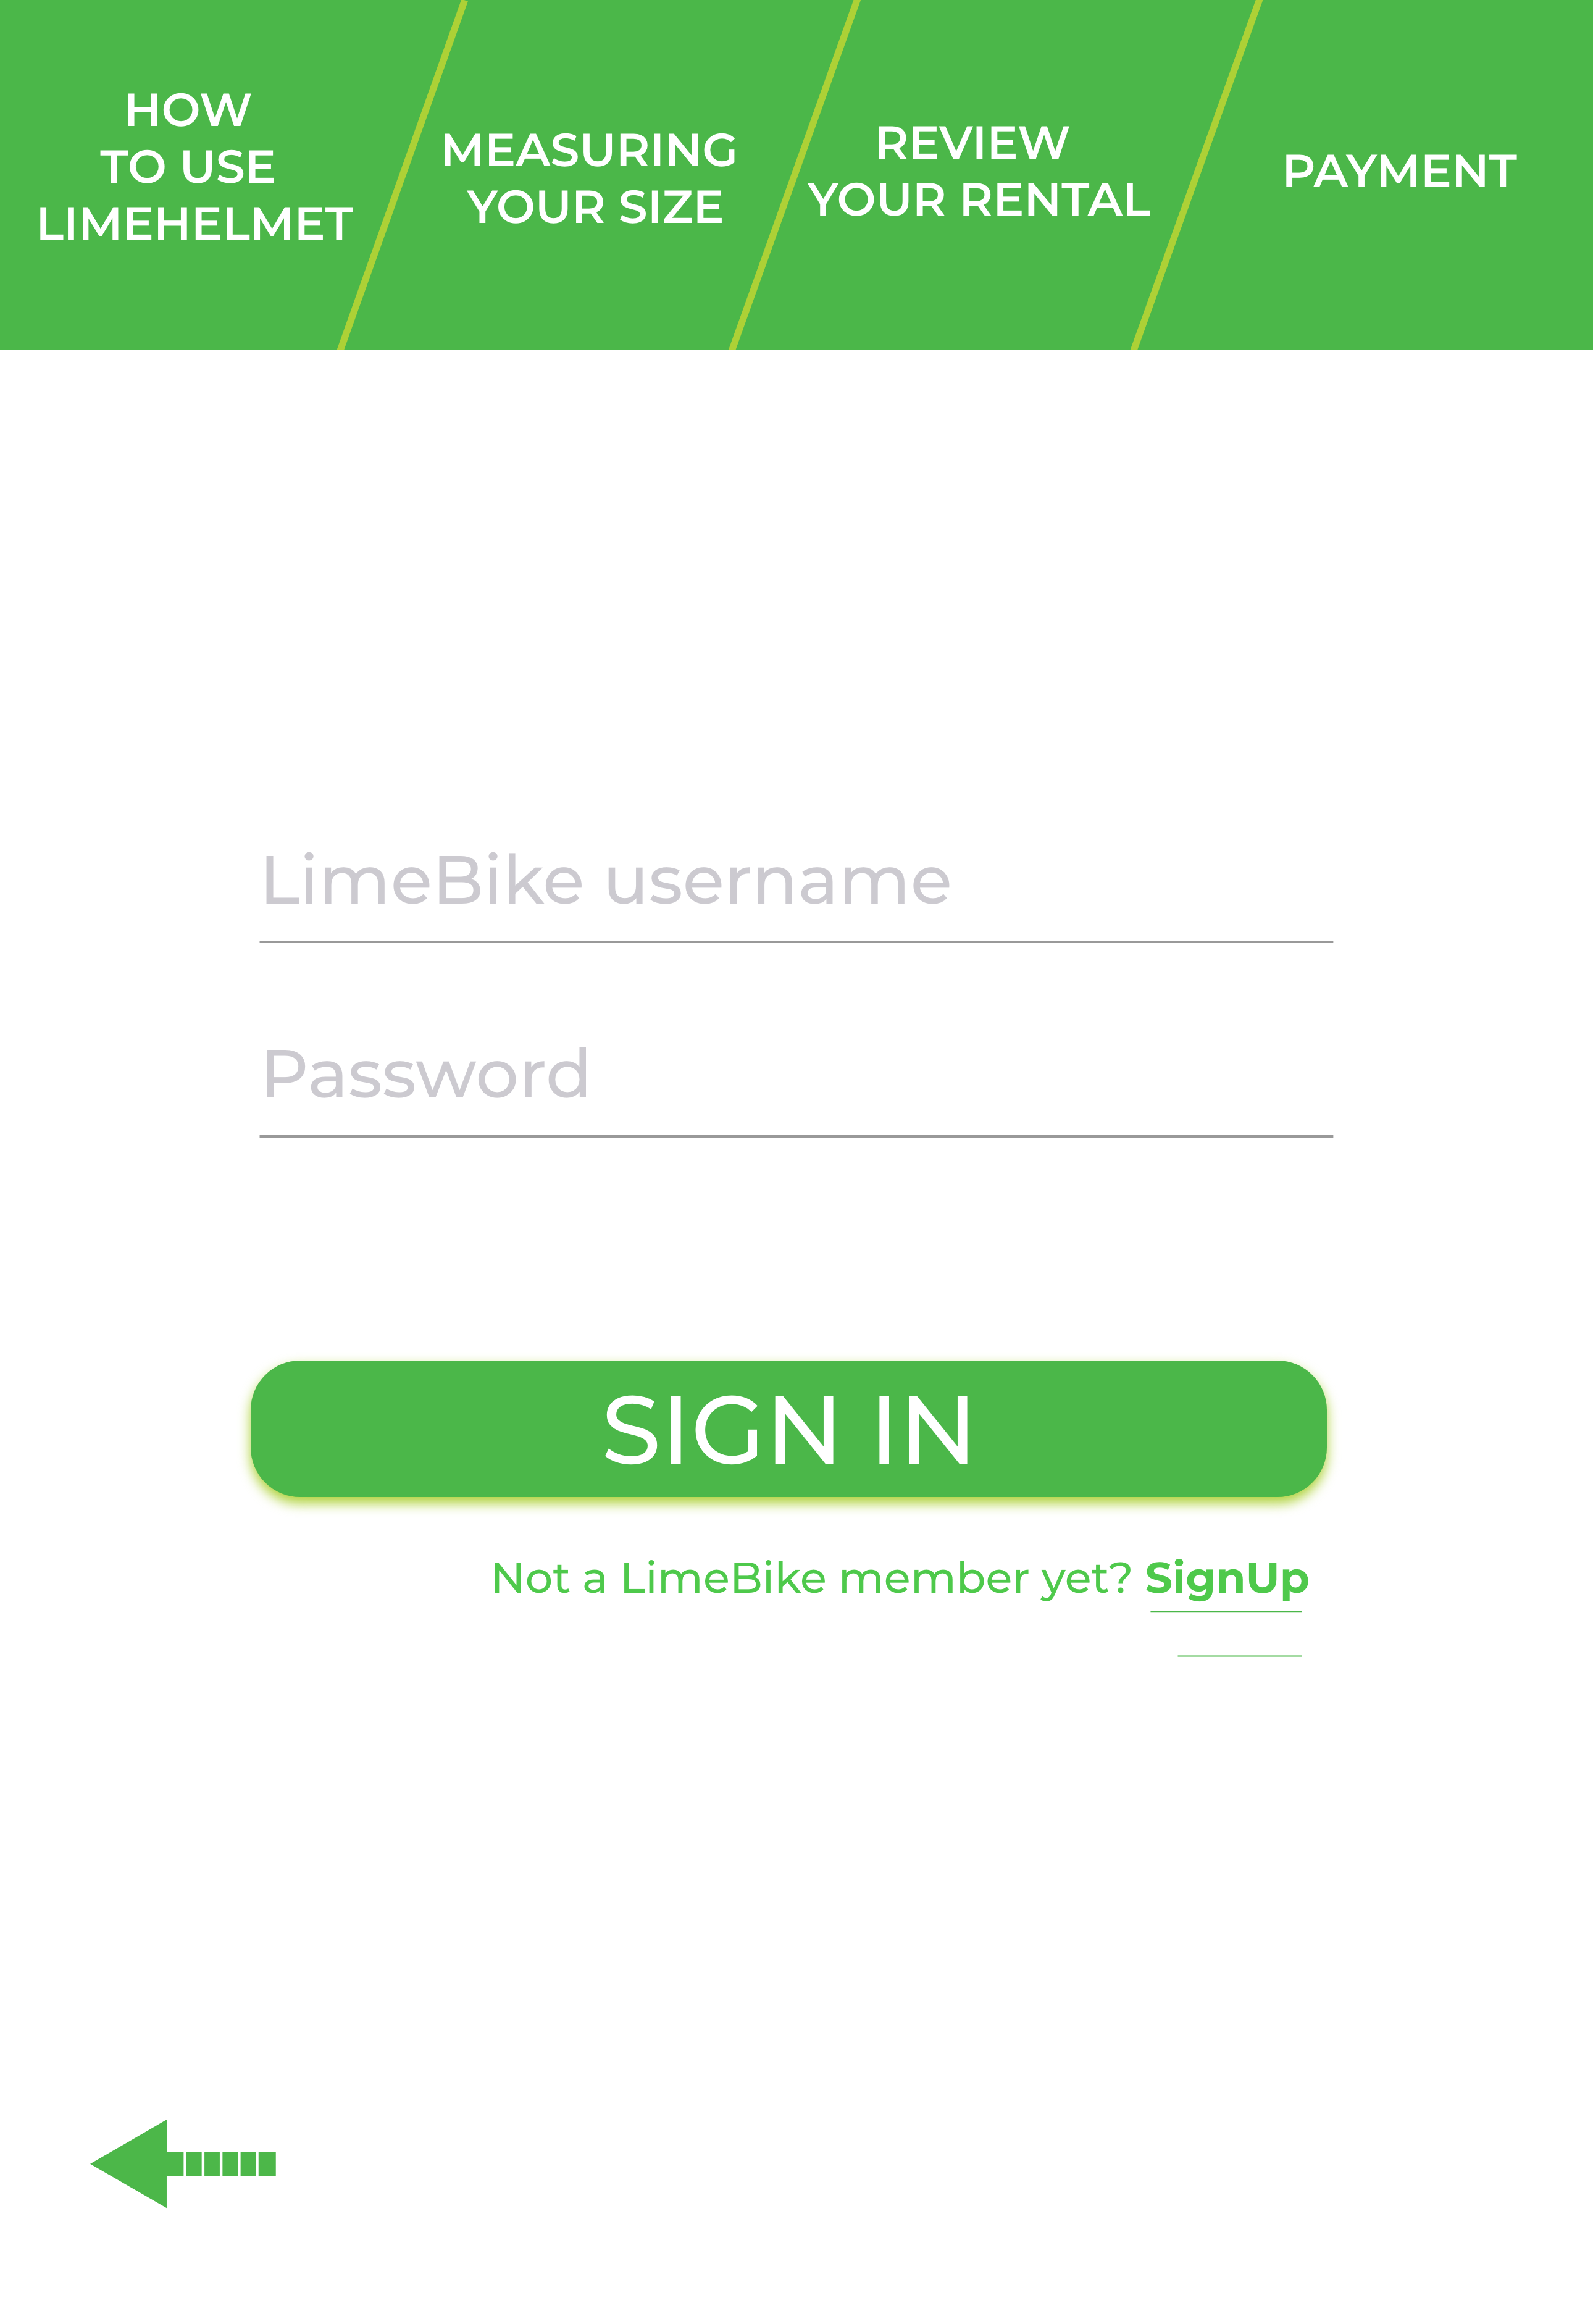 HOW
TO USE
LIMEHELMET
MEASURING
YOUR SIZE
REVIEW
YOUR RENTAL
PAYMENT
LimeBike username
Password
SIGN IN
Not a LimeBike member yet? SignUp